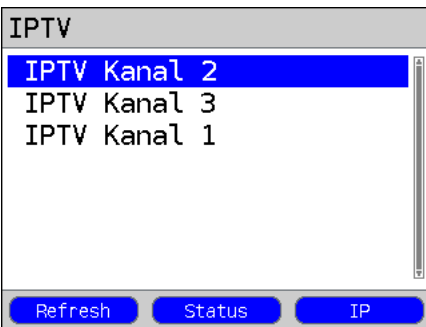 IPTV
IPTV Kanal 2
IPTV Kanal 3
IPTV Kanal 1
Refresh Status IP